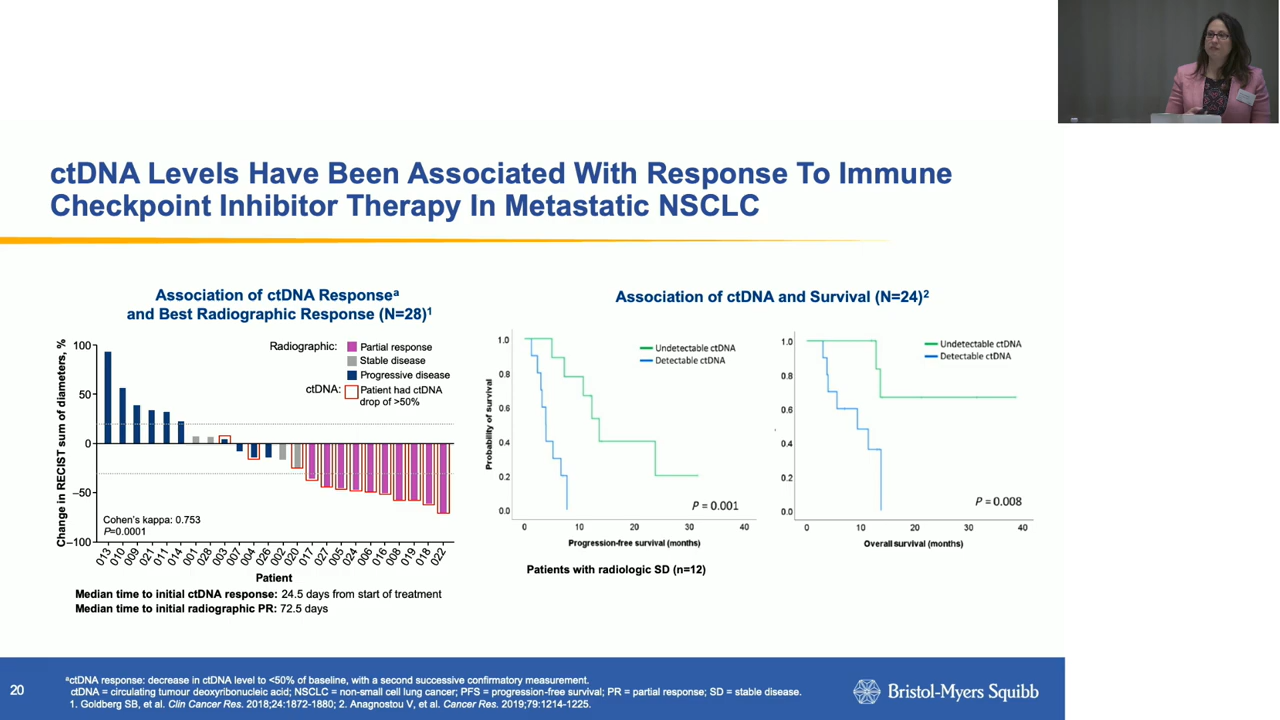 ctDNA Levels Have Been Associated With Response To Immune
Checkpoint Inhibitor Therapy In Metastatic NSCLC
Association of ctDNA Responseᵃ
and Best Radiographic Response (N=28)¹
Radiographic:
Partial response
Stable disease
Progressive disease
ctDNA:
Patient had ctDNA
drop of >50%
Change in RECIST sum of diameters, %
100
50
0
–50
–100
Cohen's kappa: 0.753
P=0.0001
013 010 009 021 011 014 001 028 003 007 004 026 002 020 017 027 005 024 006 016 008 019 018 022
Patient
Median time to initial ctDNA response: 24.5 days from start of treatment
Median time to initial radiographic PR: 72.5 days
Association of ctDNA and Survival (N=24)²
Probability of survival
1.0
0.8
0.6
0.4
0.2
0.0
Undetectable ctDNA
Detectable ctDNA
P = 0.001
0 10 20 30 40
Progression-free survival (months)
Patients with radiologic SD (n=12)
1.0
0.8
0.6
0.4
0.2
0.0
Undetectable ctDNA
Detectable ctDNA
P = 0.008
0 10 20 30 40
Overall survival (months)
20
ᵃctDNA response: decrease in ctDNA level to <50% of baseline, with a second successive confirmatory measurement.
ctDNA = circulating tumour deoxyribonucleic acid; NSCLC = non-small cell lung cancer; PFS = progression-free survival; PR = partial response; SD = stable disease.
1. Goldberg SB, et al. Clin Cancer Res. 2018;24:1872-1880; 2. Anagnostou V, et al. Cancer Res. 2019;79:1214-1225.
Bristol-Myers Squibb